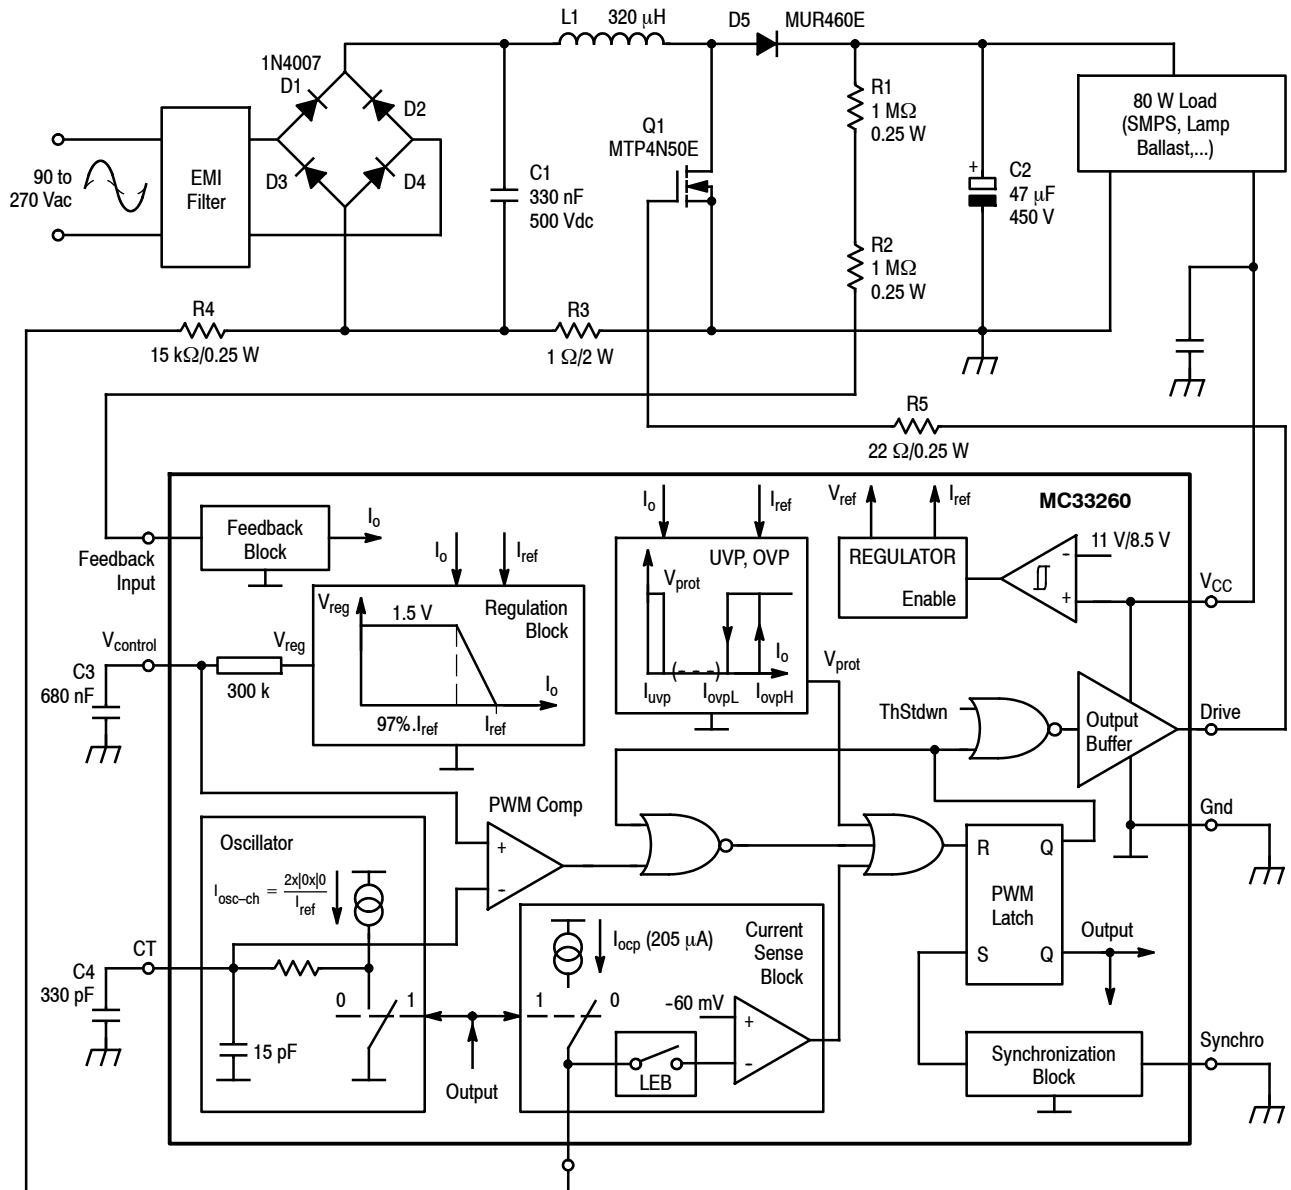 L1 320 μH
D5 MUR460E
1N4007
D1
D2
D3
D4
EMI
Filter
90 to
270 Vac
C1
330 nF
500 Vdc
Q1
MTP4N50E
R1
1 MΩ
0.25 W
R2
1 MΩ
0.25 W
+
C2
47 μF
450 V
80 W Load
(SMPS, Lamp
Ballast,...)
R4
15 kΩ/0.25 W
R3
1 Ω/2 W
R5
22 Ω/0.25 W
MC33260
Feedback
Block
Io
Feedback
Input
Io Iref
Vreg
1.5 V
Regulation
Block
Io
97%.Iref Iref
Vcontrol
Vreg
300 k
C3
680 nF
Io Iref
UVP, OVP
Vprot
Io
Iuvp IovpL IovpH
Vprot
Vref Iref
REGULATOR
Enable
11 V/8.5 V
-
+
VCC
ThStdwn
Output
Buffer
Drive
Gnd
PWM Comp
+
-
Oscillator
Iosc–ch = 2x|0x|0 / Iref
CT
C4
330 pF
0 1
15 pF
Output
Iocp (205 μA)
Current
Sense
Block
1 0
-60 mV
+
-
LEB
R Q
PWM
Latch
S Q
Output
Synchronization
Block
Synchro